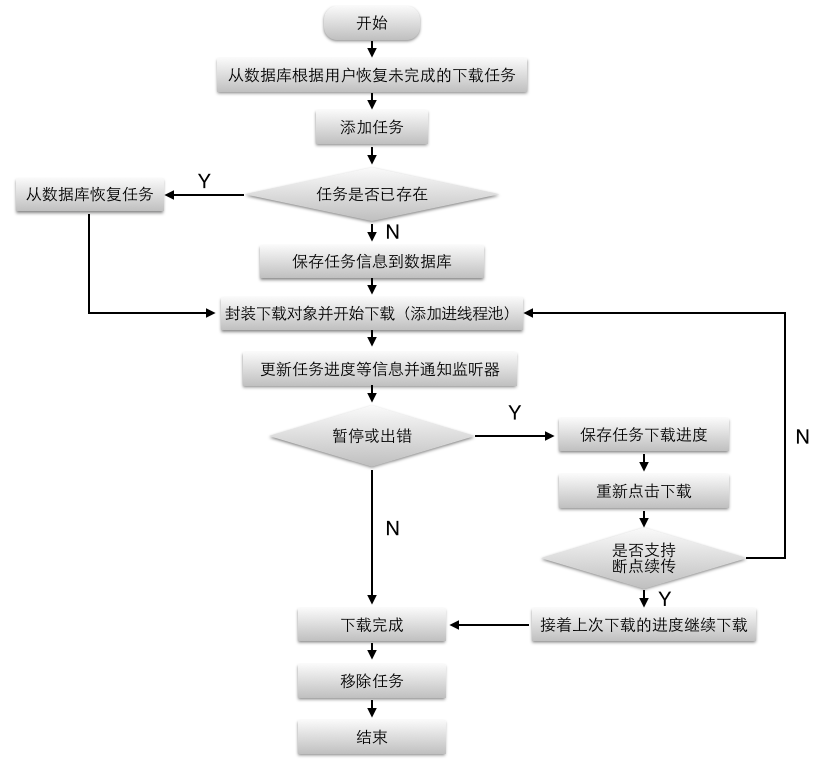 开始
从数据库根据用户恢复未完成的下载任务
添加任务
任务是否已存在
Y
从数据库恢复任务
N
保存任务信息到数据库
封装下载对象并开始下载（添加进线程池）
更新任务进度等信息并通知监听器
暂停或出错
Y
保存任务下载进度
N
重新点击下载
N
是否支持
断点续传
Y
下载完成
接着上次下载的进度继续下载
移除任务
结束